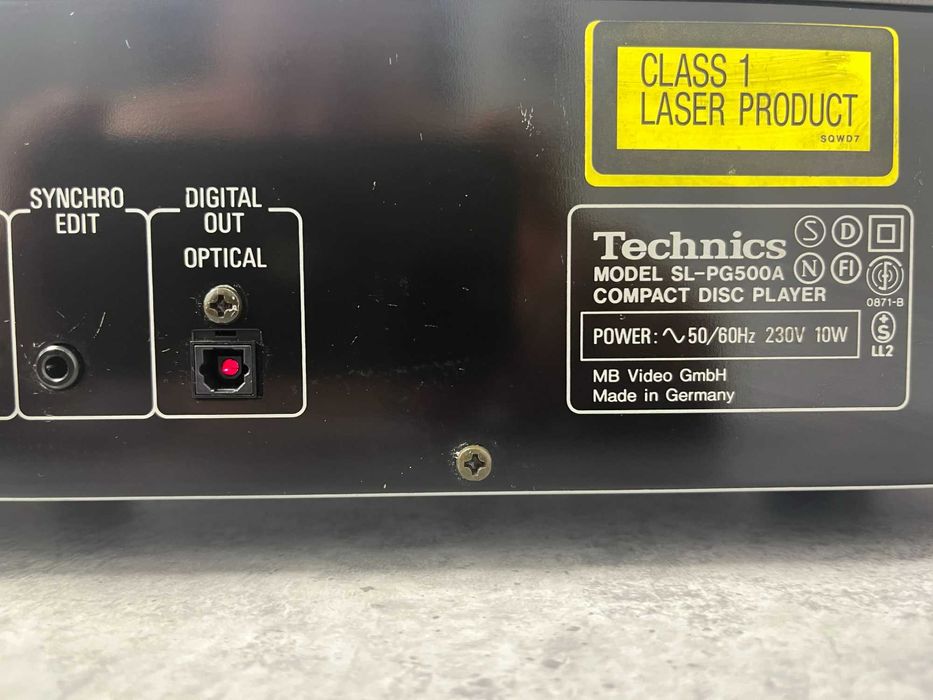 CLASS 1
LASER PRODUCT
SQWD7
SYNCHRO
EDIT
DIGITAL
OUT
OPTICAL
Technics
MODEL SL-PG500A
COMPACT DISC PLAYER
S D
N FI
0871-B
POWER: ∿50/60Hz 230V 10W
+
S
LL2
MB Video GmbH
Made in Germany